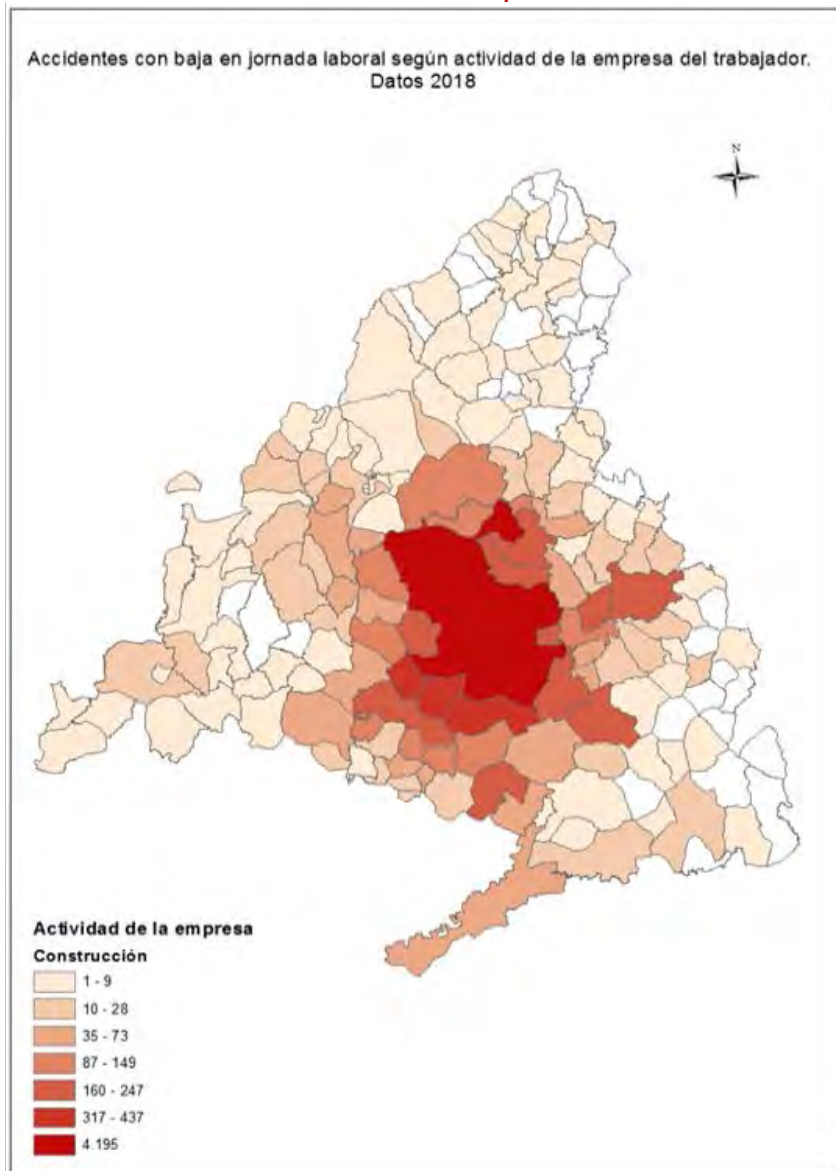 Accidentes con baja en jornada laboral según actividad de la empresa del trabajador.
Datos 2018
N
Actividad de la empresa
Construcción
1 - 9
10 - 28
35 - 73
87 - 149
160 - 247
317 - 437
4.195